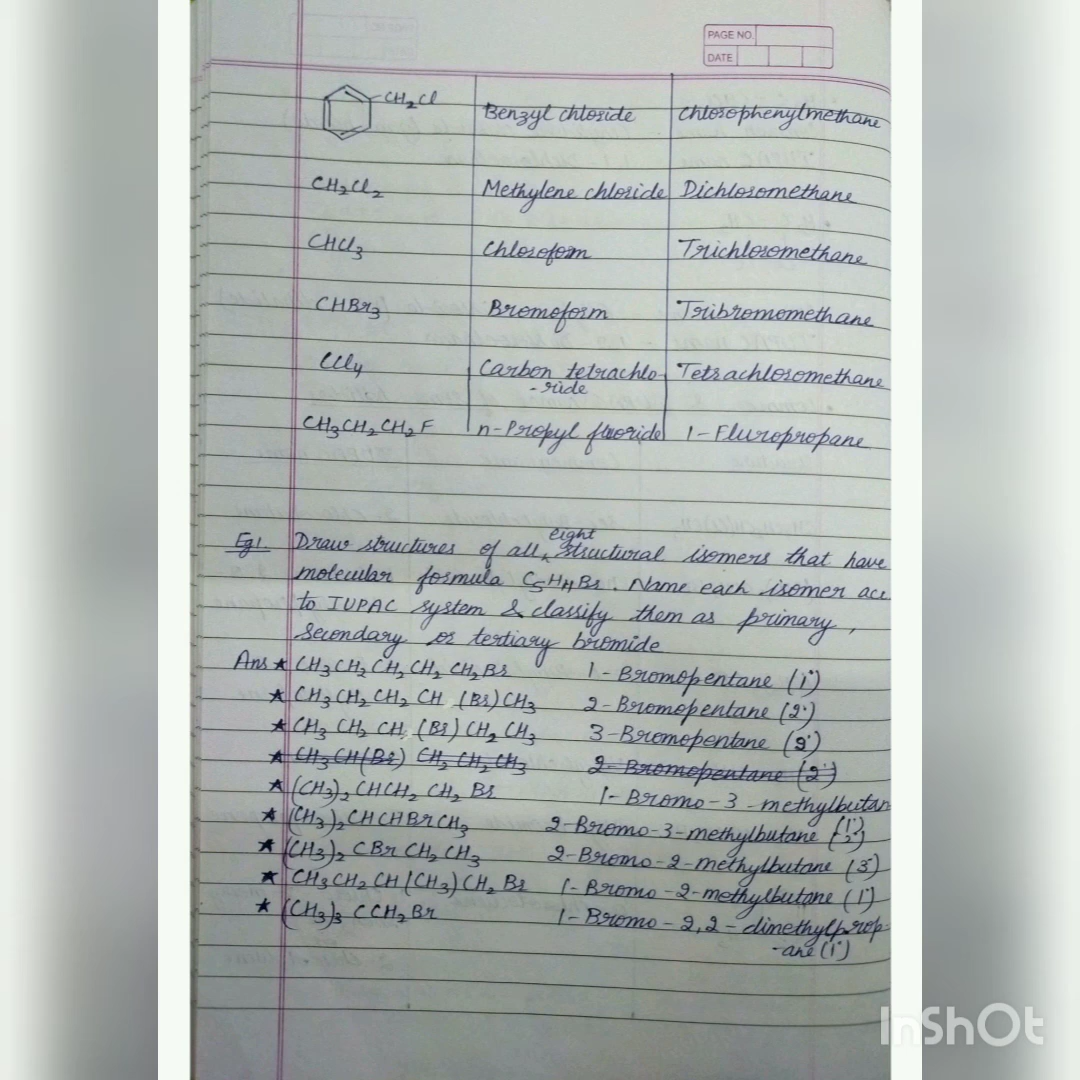 PAGE NO.
DATE
CH₂Cl Benzyl chloride Chlorophenylmethane
CH₂Cl₂ Methylene chloride Dichloromethane
CHCl₃ Chloroform Trichloromethane
CHBr₃ Bromoform Tribromomethane
CCl₄ Carbon tetrachlo Tetrachloromethane
-ride
CH₃CH₂CH₂F n-Propyl fluoride 1-Fluropropane
eight
Eg1. Draw structures of all structural isomers that have
molecular formula C₅H₁₁Br. Name each isomer acc
to IUPAC system & classify them as primary,
secondary or tertiary bromide
Ans ★ CH₃CH₂CH₂CH₂CH₂Br 1-Bromopentane (1°)
★ CH₃CH₂CH₂CH(Br)CH₃ 2-Bromopentane (2°)
★ CH₃CH₂CH(Br)CH₂CH₃ 3-Bromopentane (2°)
★ CH₃CH(Br)CH₂CH₂CH₃ 2-Bromopentane (2°)
★ (CH₃)₂CHCH₂CH₂Br 1-Bromo-3-methylbutan
★ (CH₃)₂CHCHBrCH₃ 2-Bromo-3-methylbutane
★ (CH₃)₂CBrCH₂CH₃ 2-Bromo-2-methylbutane (3°)
★ CH₃CH₂CH(CH₃)CH₂Br 1-Bromo-2-methylbutane (1°)
★ (CH₃)₃CCH₂Br 1-Bromo-2,2-dimethylprop-
-ane (1°)
InShOt